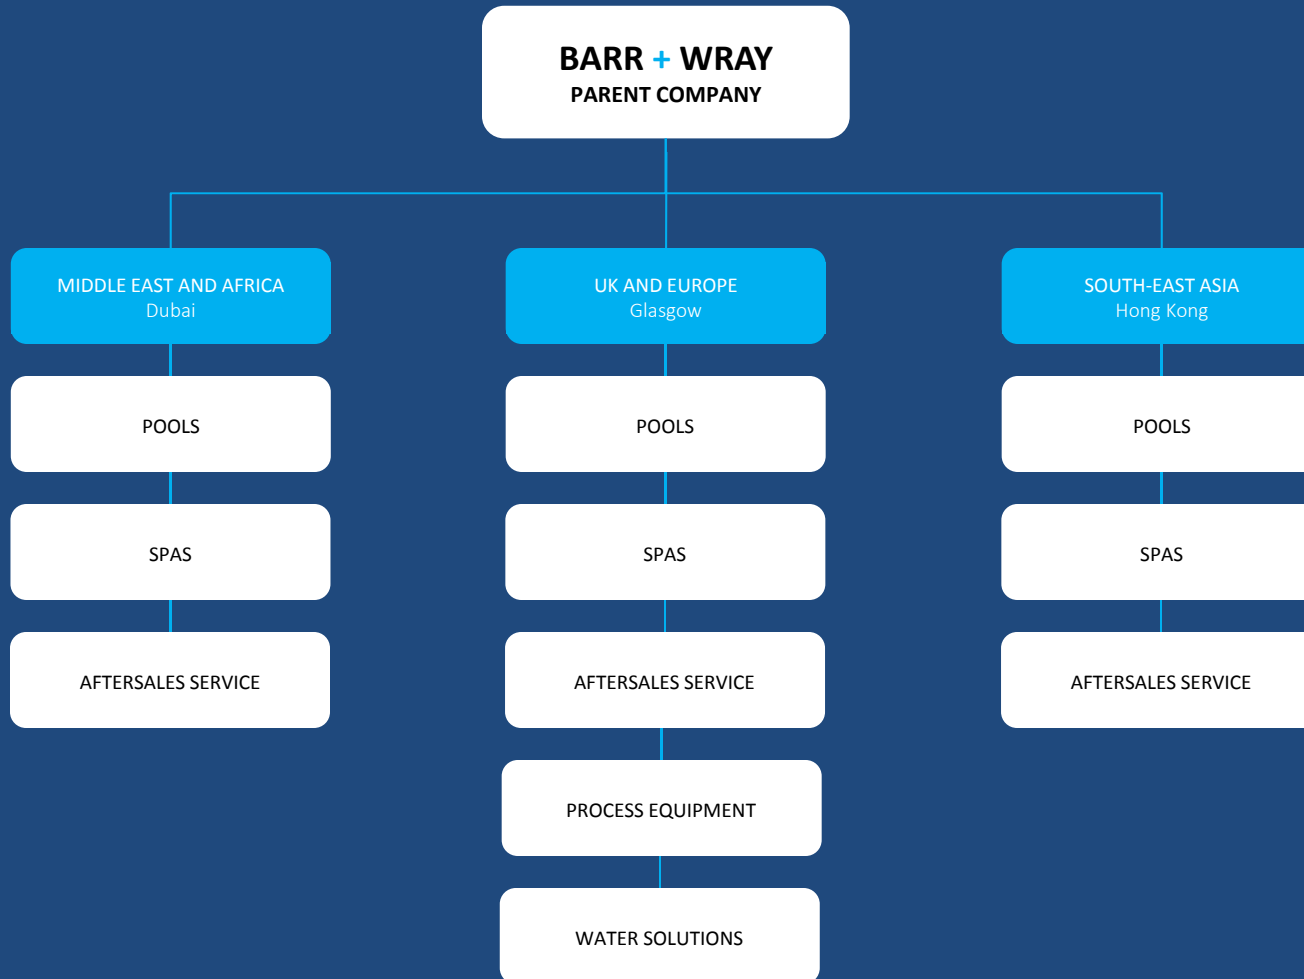 BARR + WRAY
PARENT COMPANY
MIDDLE EAST AND AFRICA
Dubai
UK AND EUROPE
Glasgow
SOUTH-EAST ASIA
Hong Kong
POOLS
POOLS
POOLS
SPAS
SPAS
SPAS
AFTERSALES SERVICE
AFTERSALES SERVICE
AFTERSALES SERVICE
PROCESS EQUIPMENT
WATER SOLUTIONS